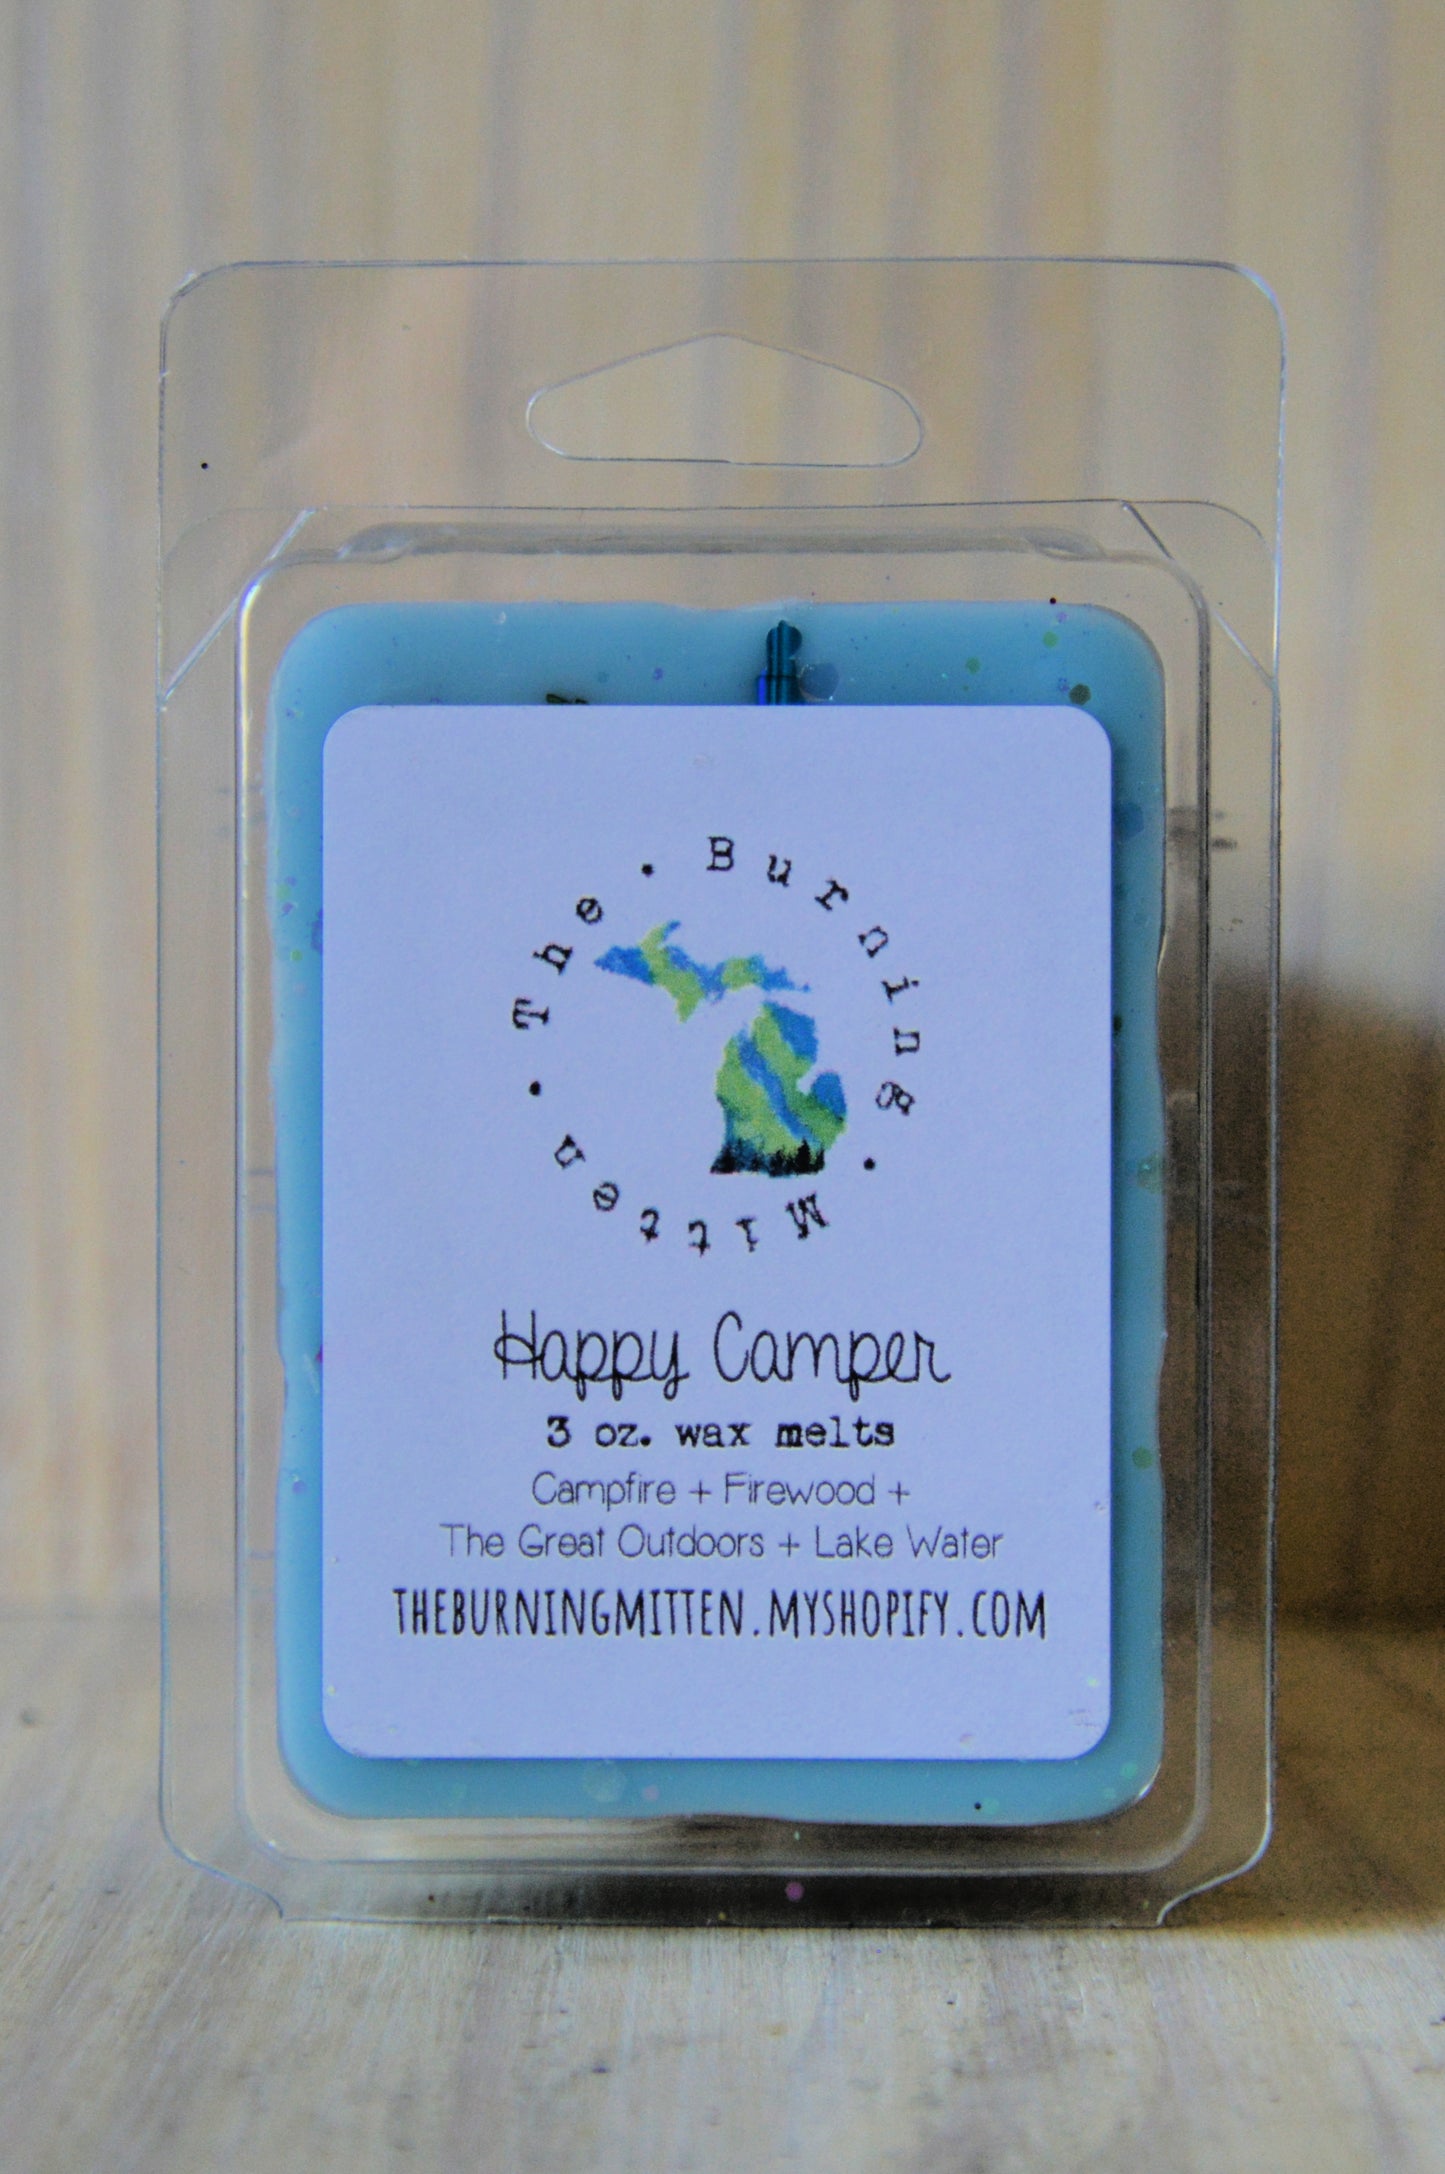 The . Burning . Mitten .
Happy Camper
3 oz. wax melts
Campfire + Firewood +
The Great Outdoors + Lake Water
THEBURNINGMITTEN.MYSHOPIFY.COM